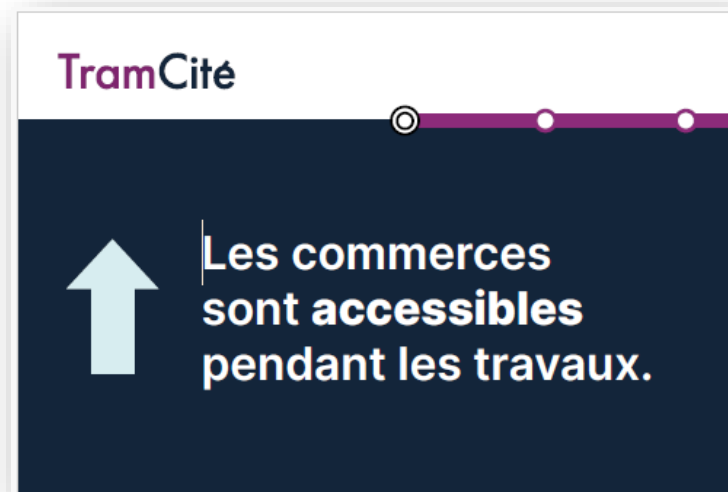 TramCité
Les commerces
sont accessibles
pendant les travaux.